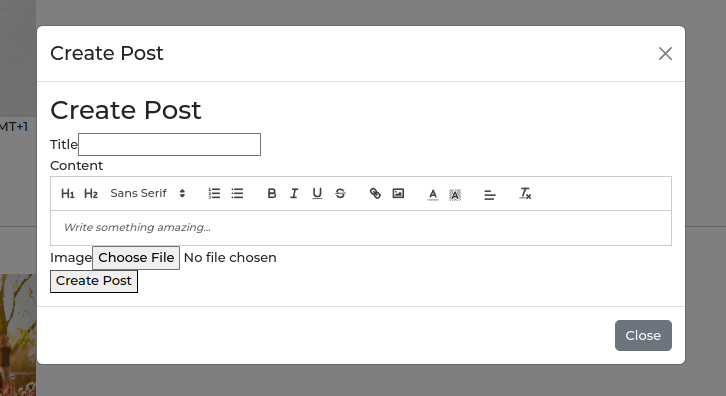 Create Post
MT+1
Create Post
Title
Content
H1 H2 Sans Serif B I U S A A Tx
Write something amazing...
Image Choose File No file chosen
Create Post
Close